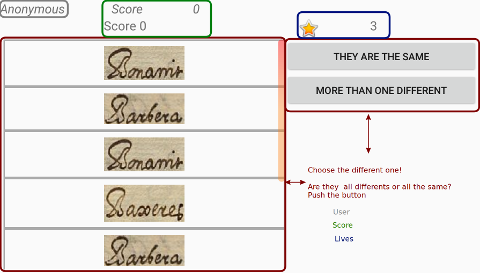 Anonymous
Score 0
Score 0
3
THEY ARE THE SAME
MORE THAN ONE DIFFERENT
Bonamir
Barbera
Bonamir
Barbera
Choose the different one!
Are they all differents or all the same?
Push the button
User
Score
Lives